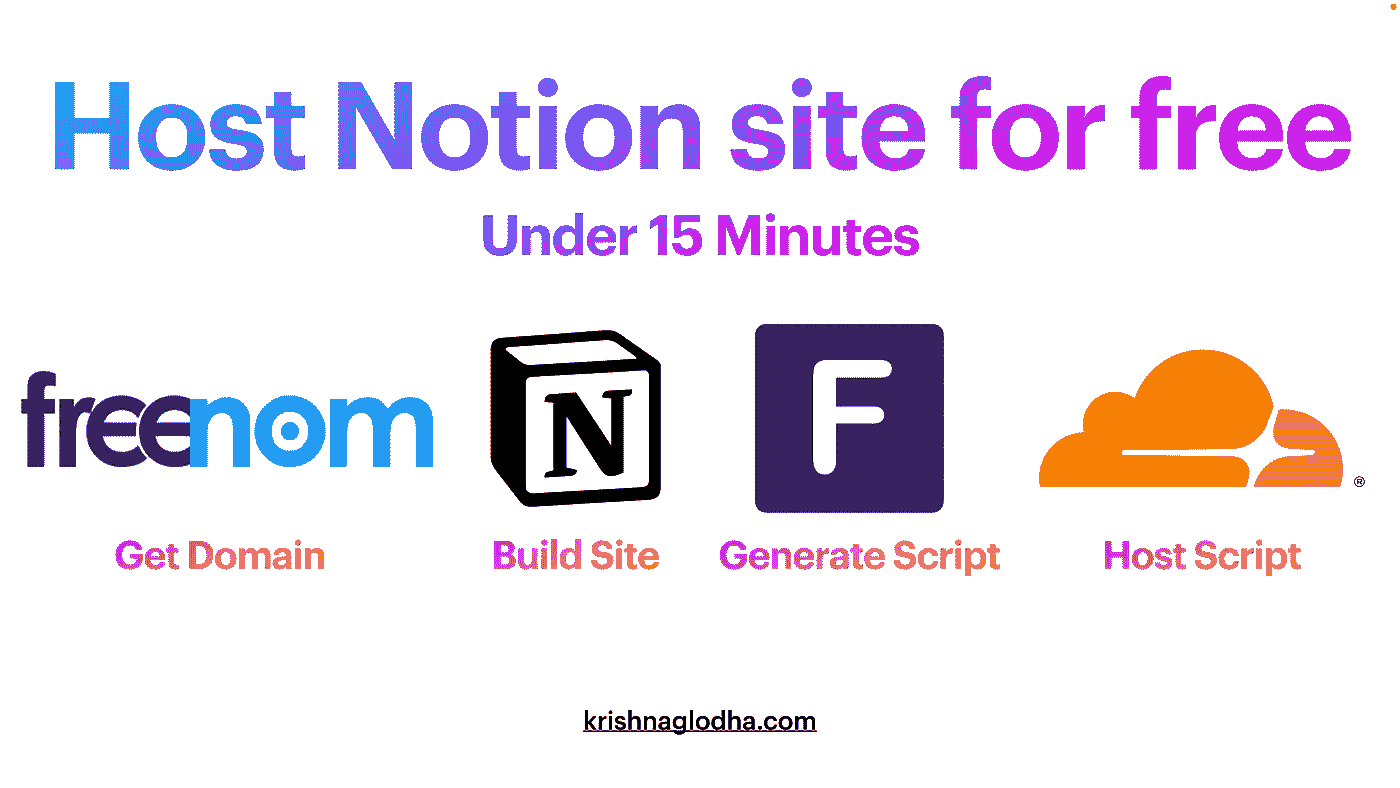 Host Notion site for free
Under 15 Minutes
freenom
N
F
®
Get Domain
Build Site
Generate Script
Host Script
krishnaglodha.com